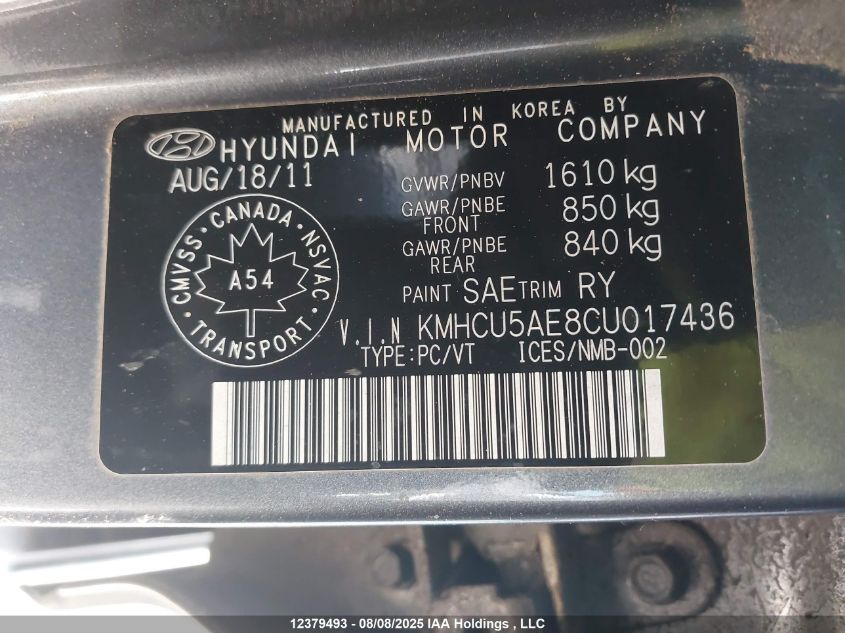 MANUFACTURED IN KOREA BY
HYUNDAI MOTOR COMPANY
AUG/18/11
GVWR/PNBV 1610 kg
GAWR/PNBE FRONT 850 kg
GAWR/PNBE REAR 840 kg
CMVSS · CANADA · NSVAC · TRANSPORT ·
A54
PAINT SAE TRIM RY
V.I.N KMHCU5AE8CU017436
TYPE:PC/VT ICES/NMB-002
12379493 - 08/08/2025 IAA Holdings , LLC